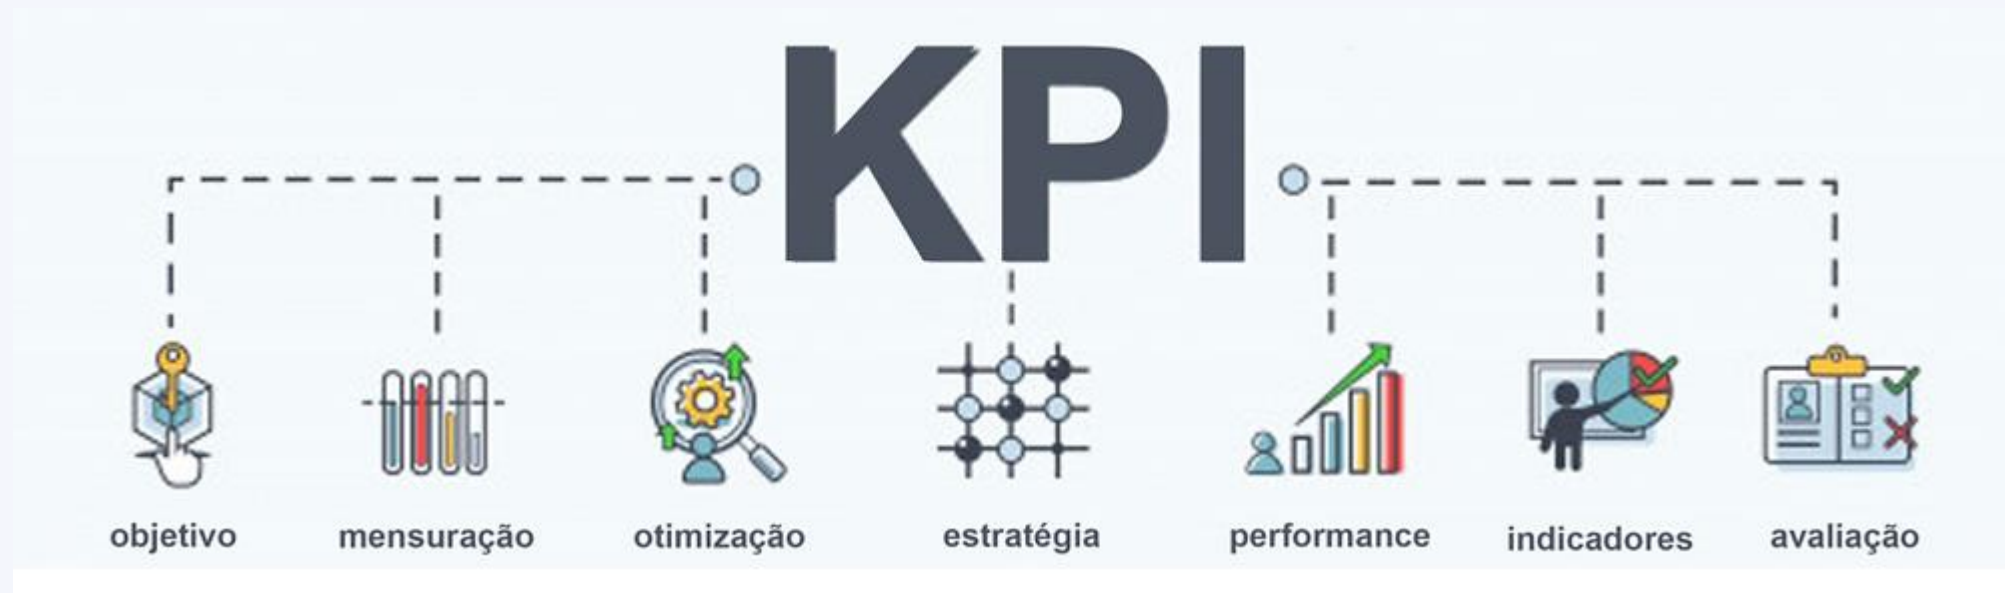 KPI
objetivo
mensuração
otimização
estratégia
performance
indicadores
avaliação